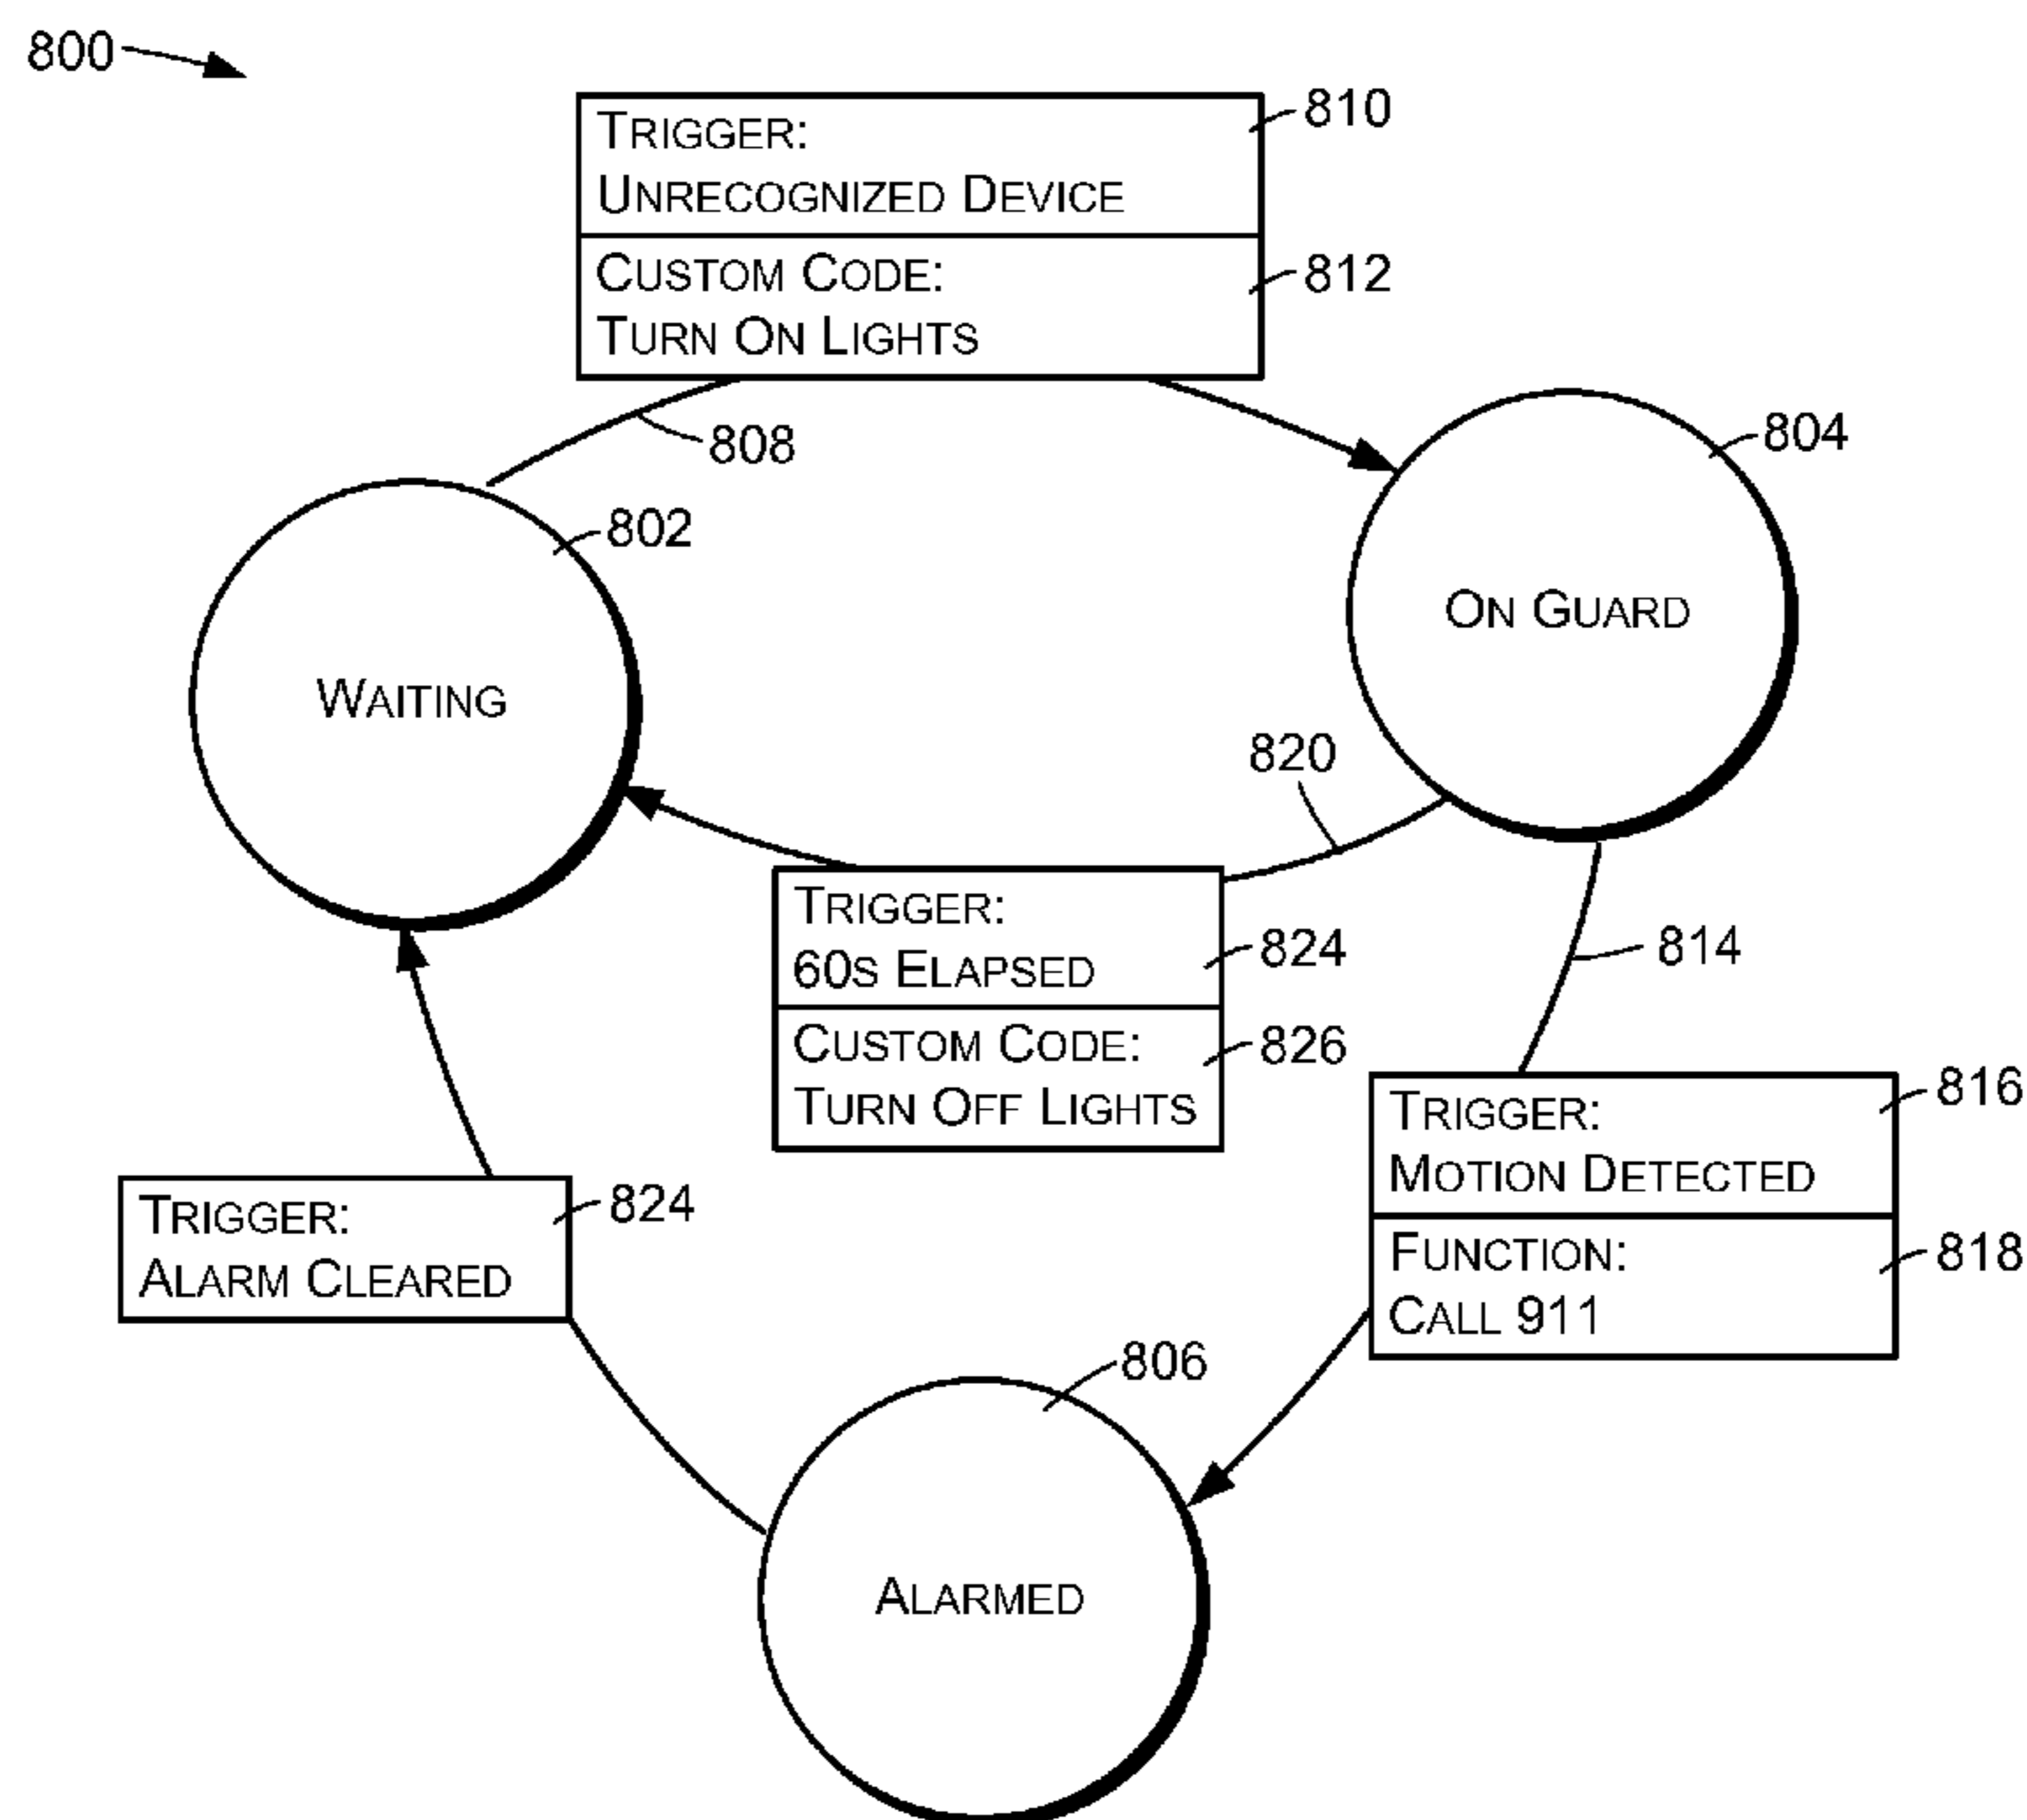 800
TRIGGER:
UNRECOGNIZED DEVICE
810
CUSTOM CODE:
TURN ON LIGHTS
812
808
804
802
ON GUARD
WAITING
820
814
TRIGGER:
60S ELAPSED
824
CUSTOM CODE:
TURN OFF LIGHTS
826
TRIGGER:
MOTION DETECTED
816
FUNCTION:
CALL 911
818
TRIGGER:
ALARM CLEARED
824
806
ALARMED